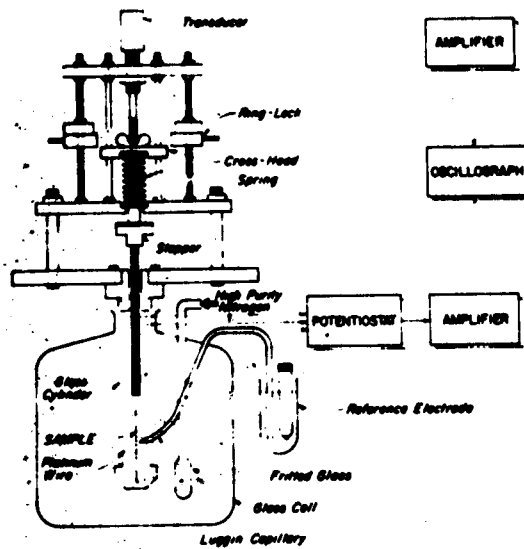 Transducer
AMPLIFIER
Ring-Lock
Cross-Head
Spring
OSCILLOGRAPH
Stopper
High Purity
Nitrogen
POTENTIOSTAT
AMPLIFIER
Glass
Cylinder
Reference Electrode
SAMPLE
Platinum
Wire
Fritted Glass
Glass Cell
Luggin Capillary